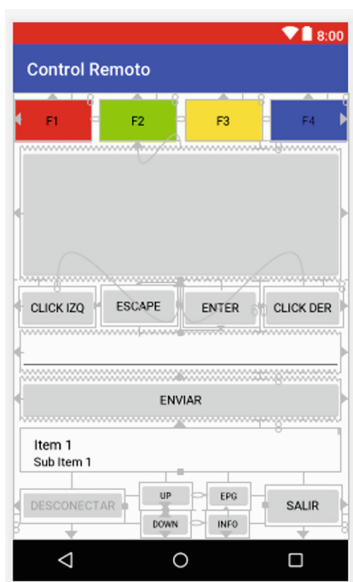 8:00
Control Remoto
F1 F2 F3 F4
CLICK IZQ ESCAPE ENTER CLICK DER
ENVIAR
Item 1
Sub Item 1
DESCONECTAR UP EPG SALIR
DOWN INFO